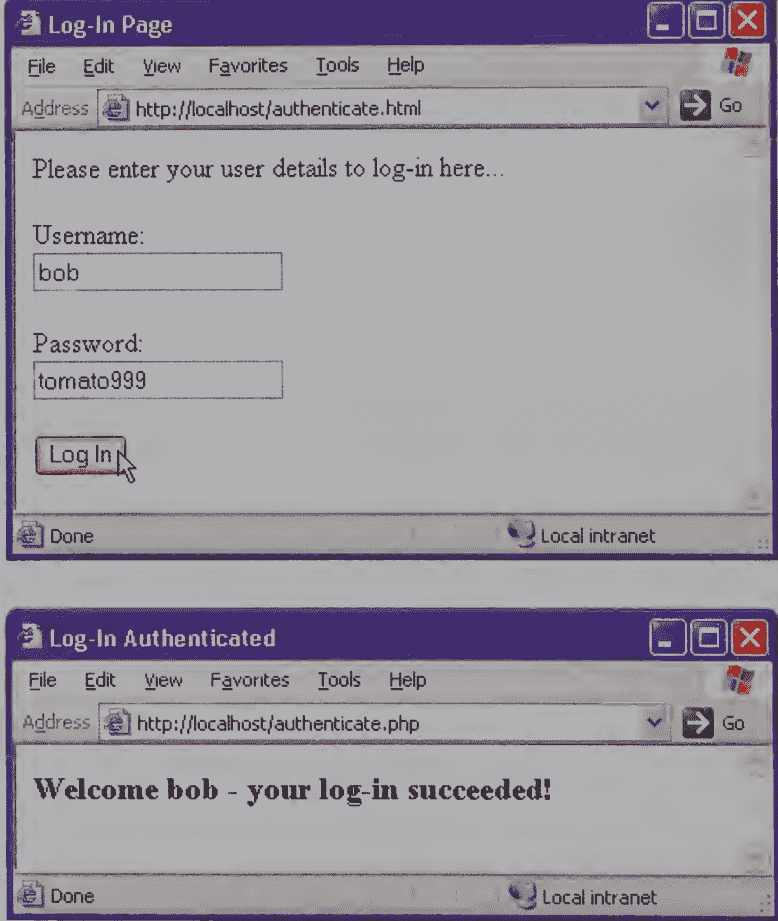 Log-In Page
File Edit View Favorites Tools Help
Address http://localhost/authenticate.html Go
Please enter your user details to log-in here...
Username:
bob
Password:
tomato999
Log In
Done Local intranet
Log-In Authenticated
File Edit View Favorites Tools Help
Address http://localhost/authenticate.php Go
Welcome bob - your log-in succeeded!
Done Local intranet